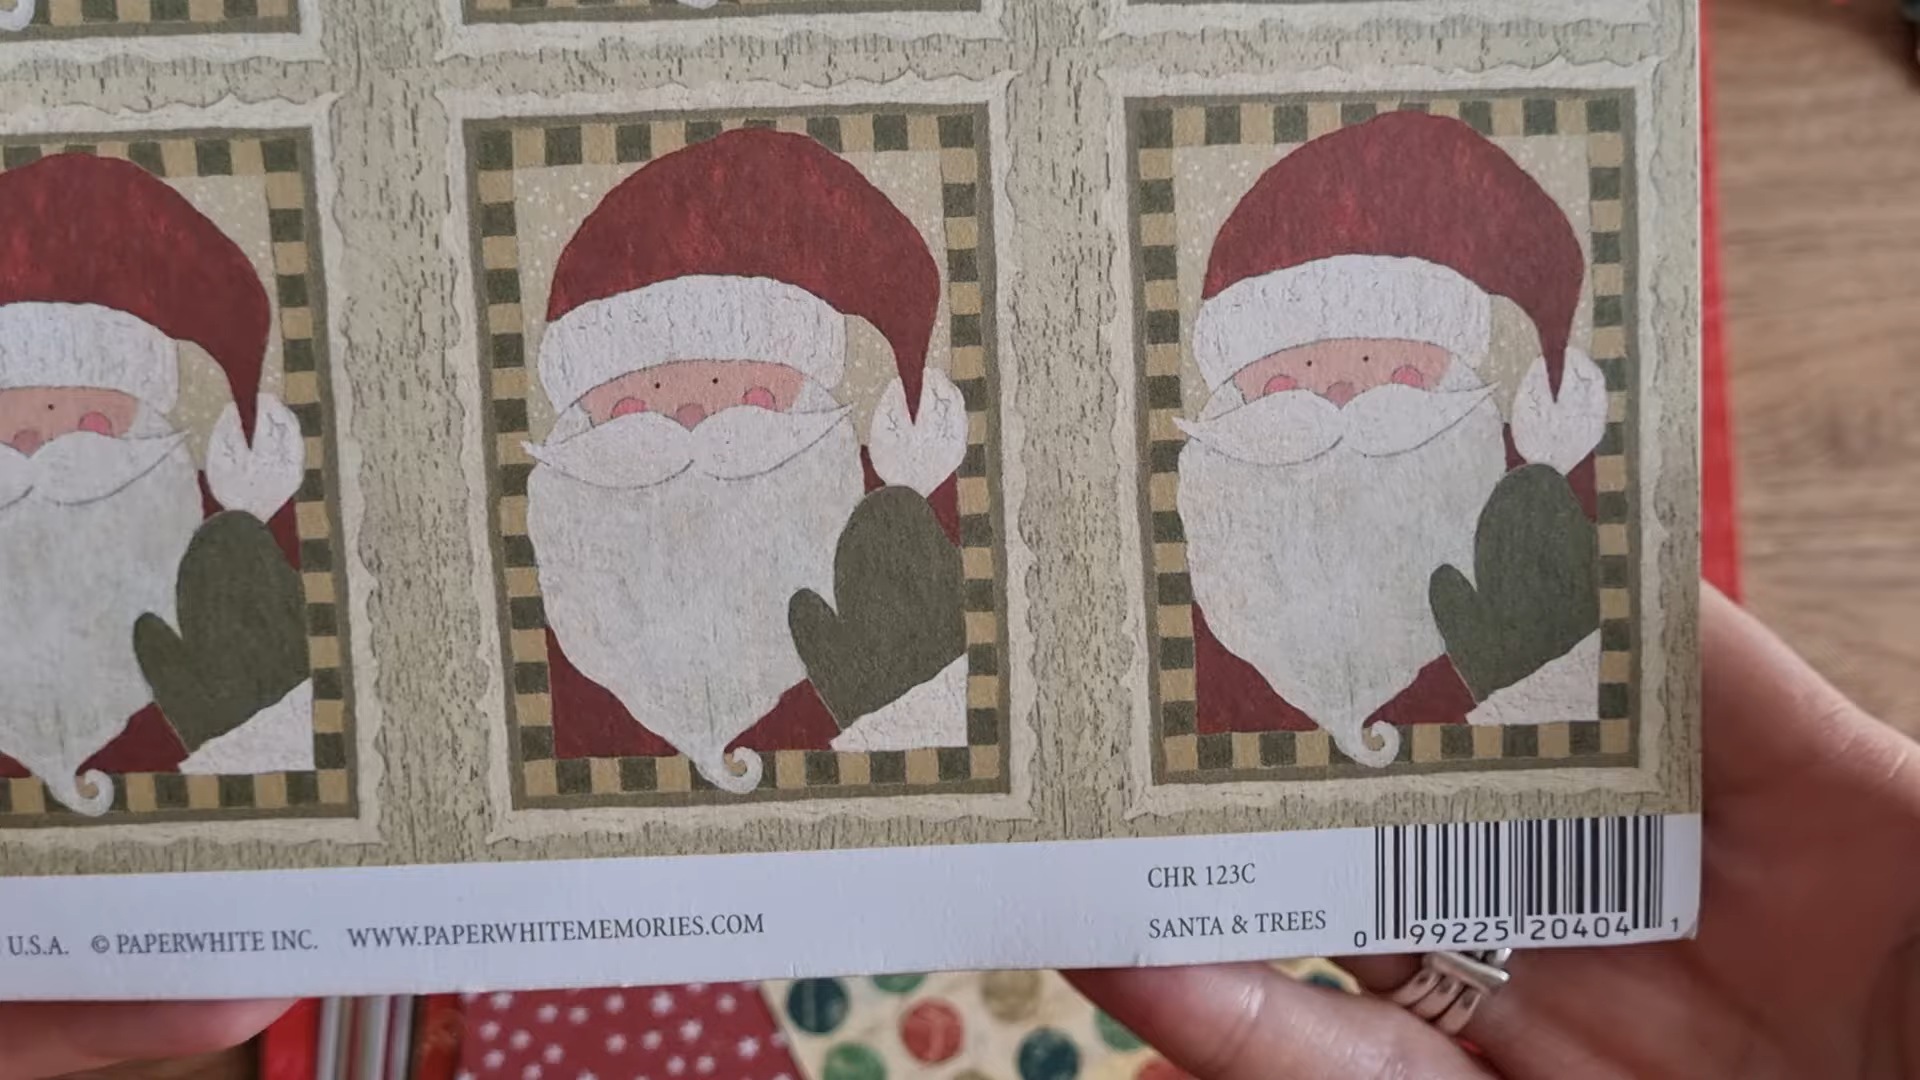 U.S.A. © PAPERWHITE INC. WWW.PAPERWHITEMEMORIES.COM
CHR 123C
SANTA & TREES
0 99225 20404 1